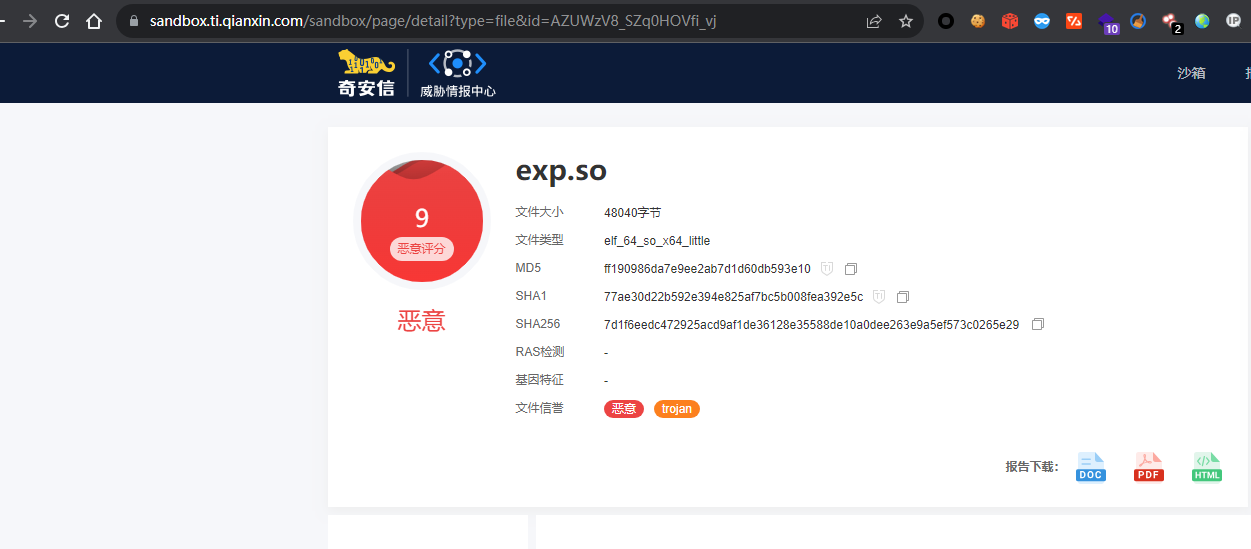 sandbox.ti.qianxin.com/sandbox/page/detail?type=file&id=AZUWzV8_SZq0HOVfi_vj
10
2
IP
奇安信
威胁情报中心
沙箱
exp.so
9
恶意评分
恶意
文件大小 48040字节
文件类型 elf_64_so_x64_little
MD5 ff190986da7e9ee2ab7d1d60db593e10 TI
SHA1 77ae30d22b592e394e825af7bc5b008fea392e5c TI
SHA256 7d1f6eedc472925acd9af1de36128e35588de10a0dee263e9a5ef573c0265e29
RAS检测 -
基因特征 -
文件信誉 恶意 trojan
报告下载： DOC PDF HTML